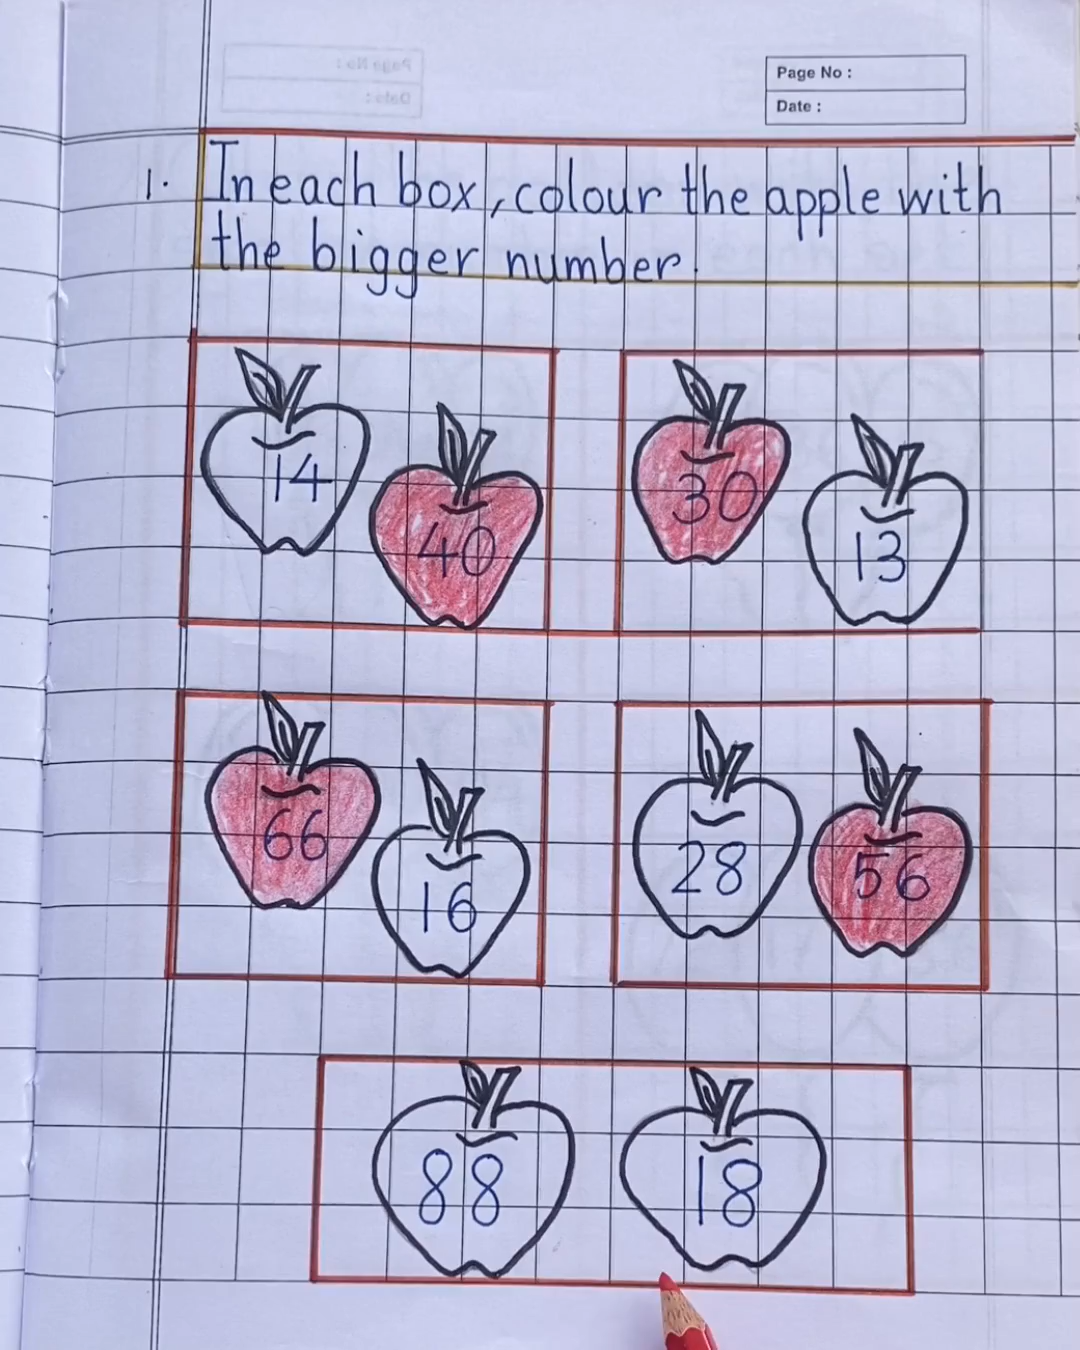 Page No :
Date :
1. In each box, colour the apple with
the bigger number.
14 40 30 13
66 16 28 56
88 18